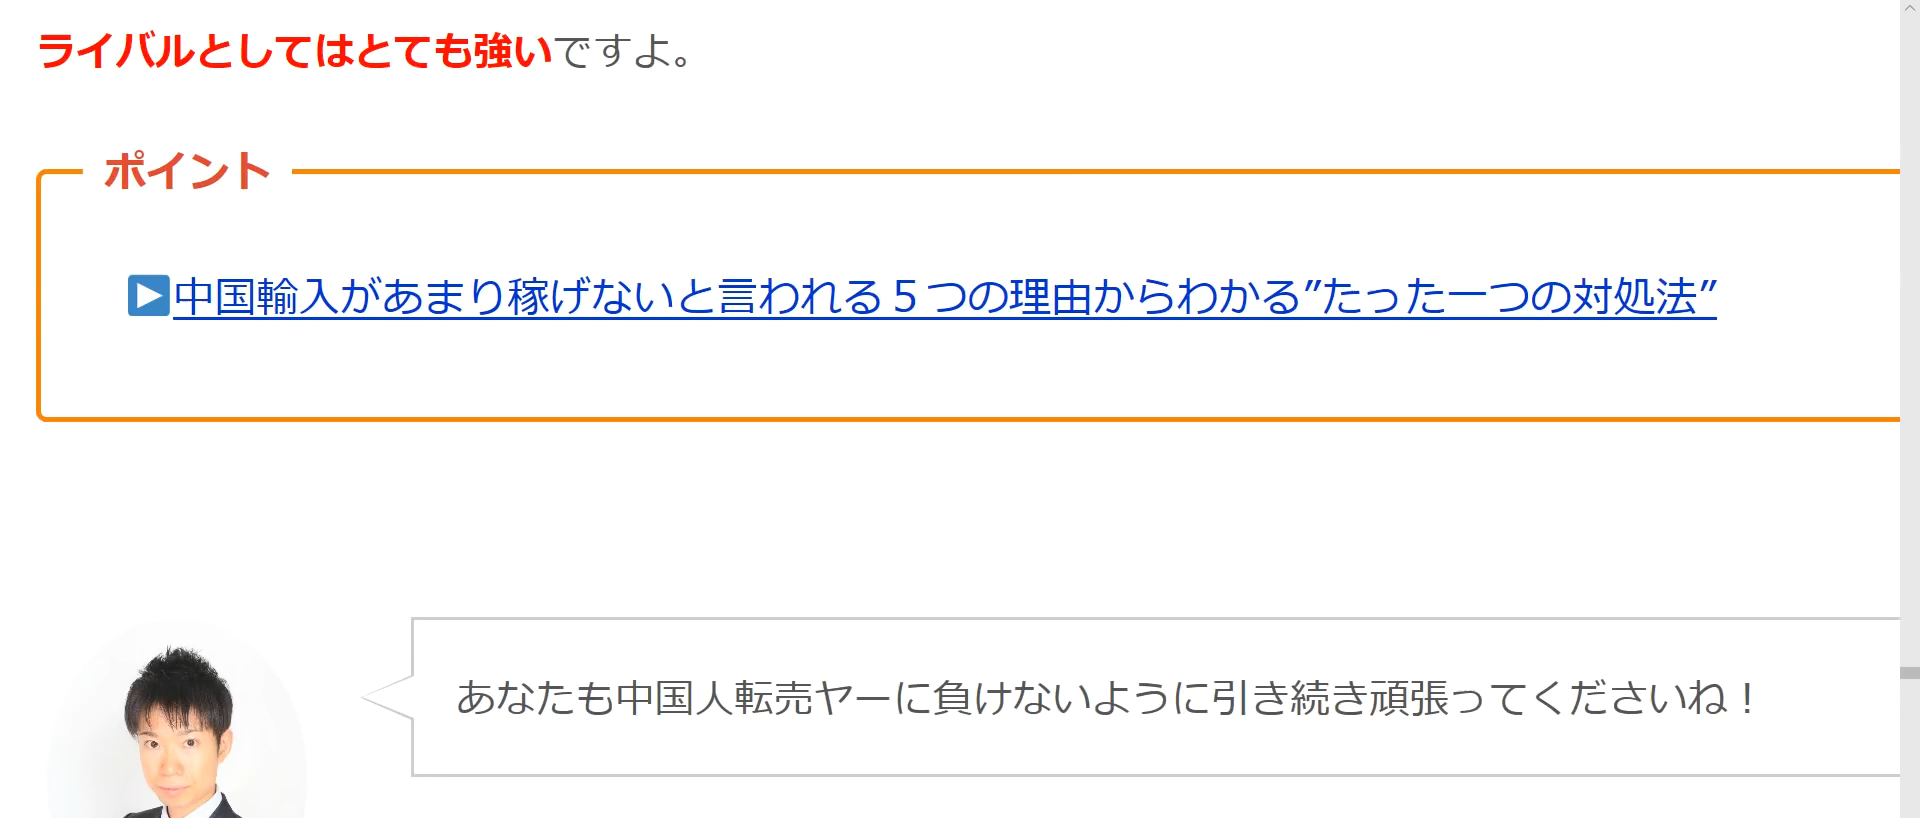 ライバルとしてはとても強いですよ。
ポイント
▶中国輸入があまり稼げないと言われる５つの理由からわかる”たった一つの対処法”
あなたも中国人転売ヤーに負けないように引き続き頑張ってくださいね！